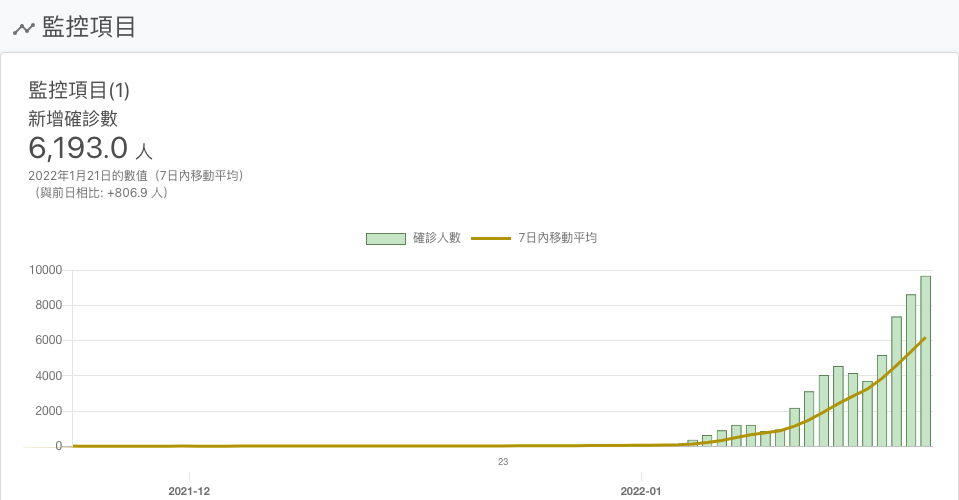 監控項目
監控項目(1)
新增確診數
6,193.0 人
2022年1月21日的數值（7日內移動平均）
（與前日相比: +806.9 人）
確診人數 7日內移動平均
10000
8000
6000
4000
2000
0
23
2021-12 2022-01